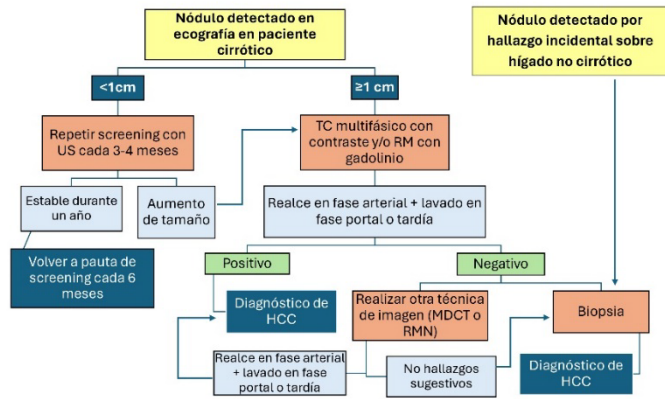 Nódulo detectado en
ecografía en paciente
cirrótico
Nódulo detectado por
hallazgo incidental sobre
hígado no cirrótico
<1cm
≥1 cm
Repetir screening con
US cada 3-4 meses
TC multifásico con
contraste y/o RM con
gadolinio
Estable durante
un año
Aumento
de tamaño
Realce en fase arterial + lavado en
fase portal o tardía
Volver a pauta de
screening cada 6
meses
Positivo
Negativo
Diagnóstico de
HCC
Realizar otra técnica
de imagen (MDCT o
RMN)
Biopsia
Realce en fase arterial
+ lavado en fase
portal o tardía
No hallazgos
sugestivos
Diagnóstico de
HCC